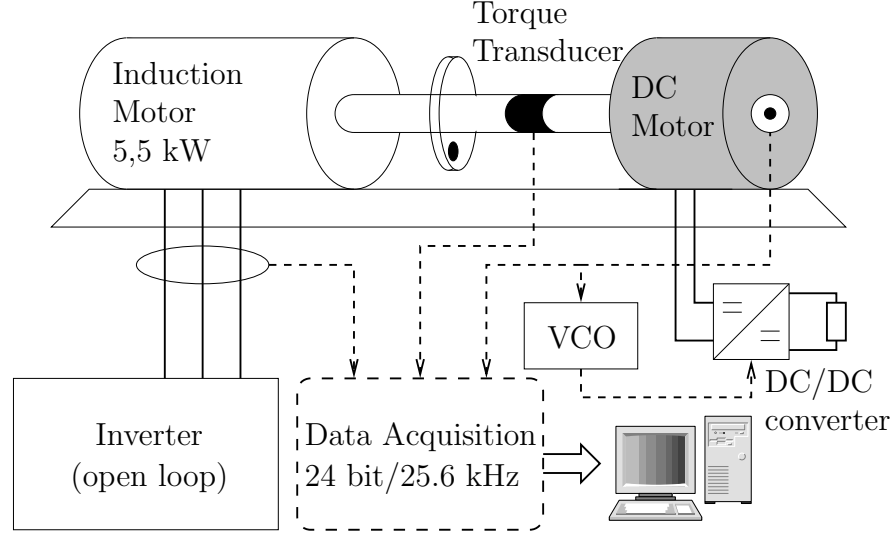 Torque
Transducer
Induction
Motor
5,5 kW
DC
Motor
VCO
DC/DC
converter
Inverter
(open loop)
Data Acquisition
24 bit/25.6 kHz